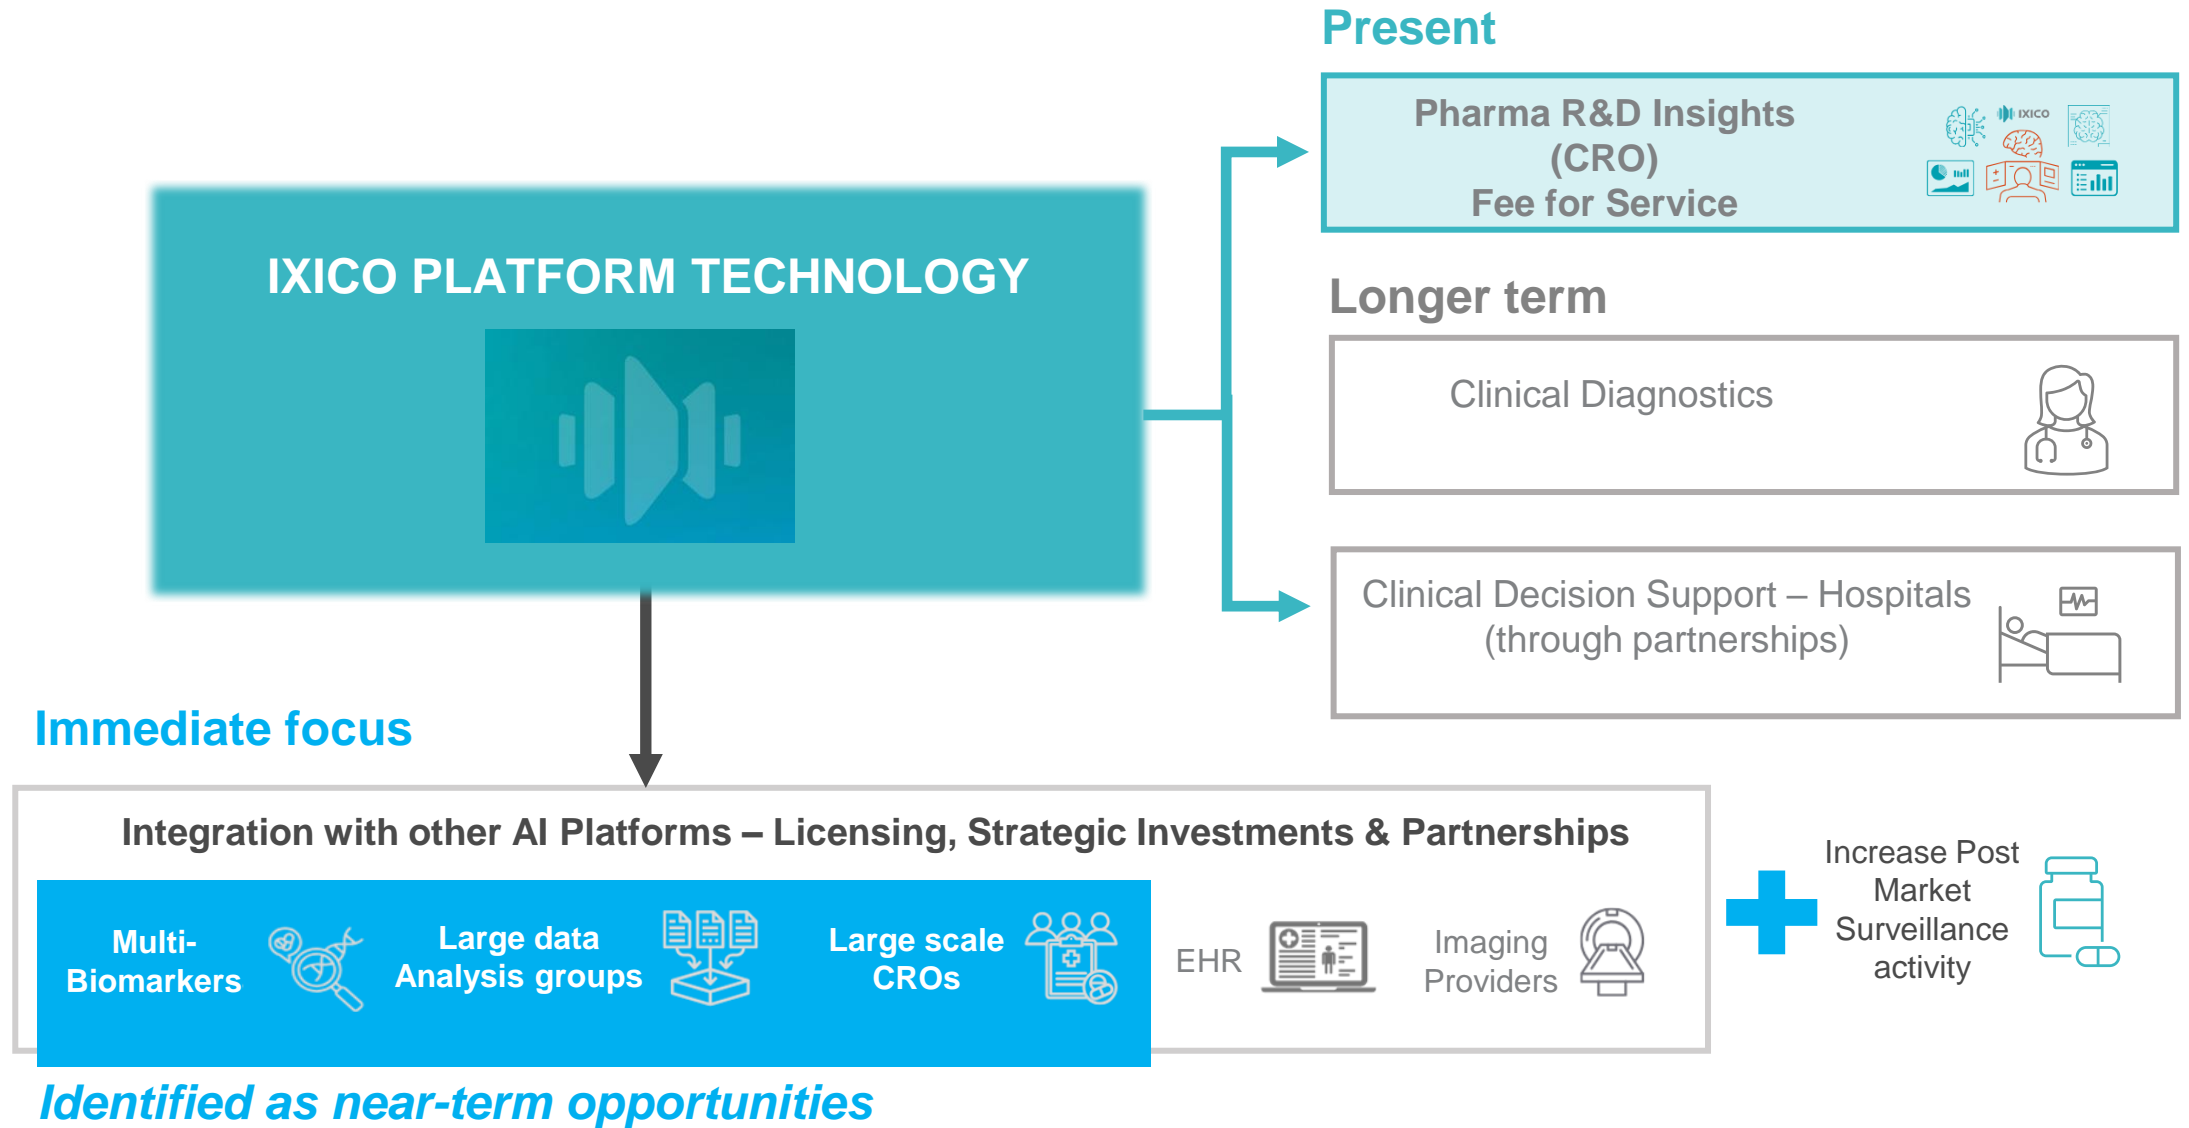 Present
Pharma R&D Insights
(CRO)
Fee for Service
IXICO
IXICO PLATFORM TECHNOLOGY
Longer term
Clinical Diagnostics
Clinical Decision Support – Hospitals
(through partnerships)
Immediate focus
Integration with other AI Platforms – Licensing, Strategic Investments & Partnerships
Multi-
Biomarkers
Large data
Analysis groups
Large scale
CROs
EHR
Imaging
Providers
Increase Post
Market
Surveillance
activity
Identified as near-term opportunities